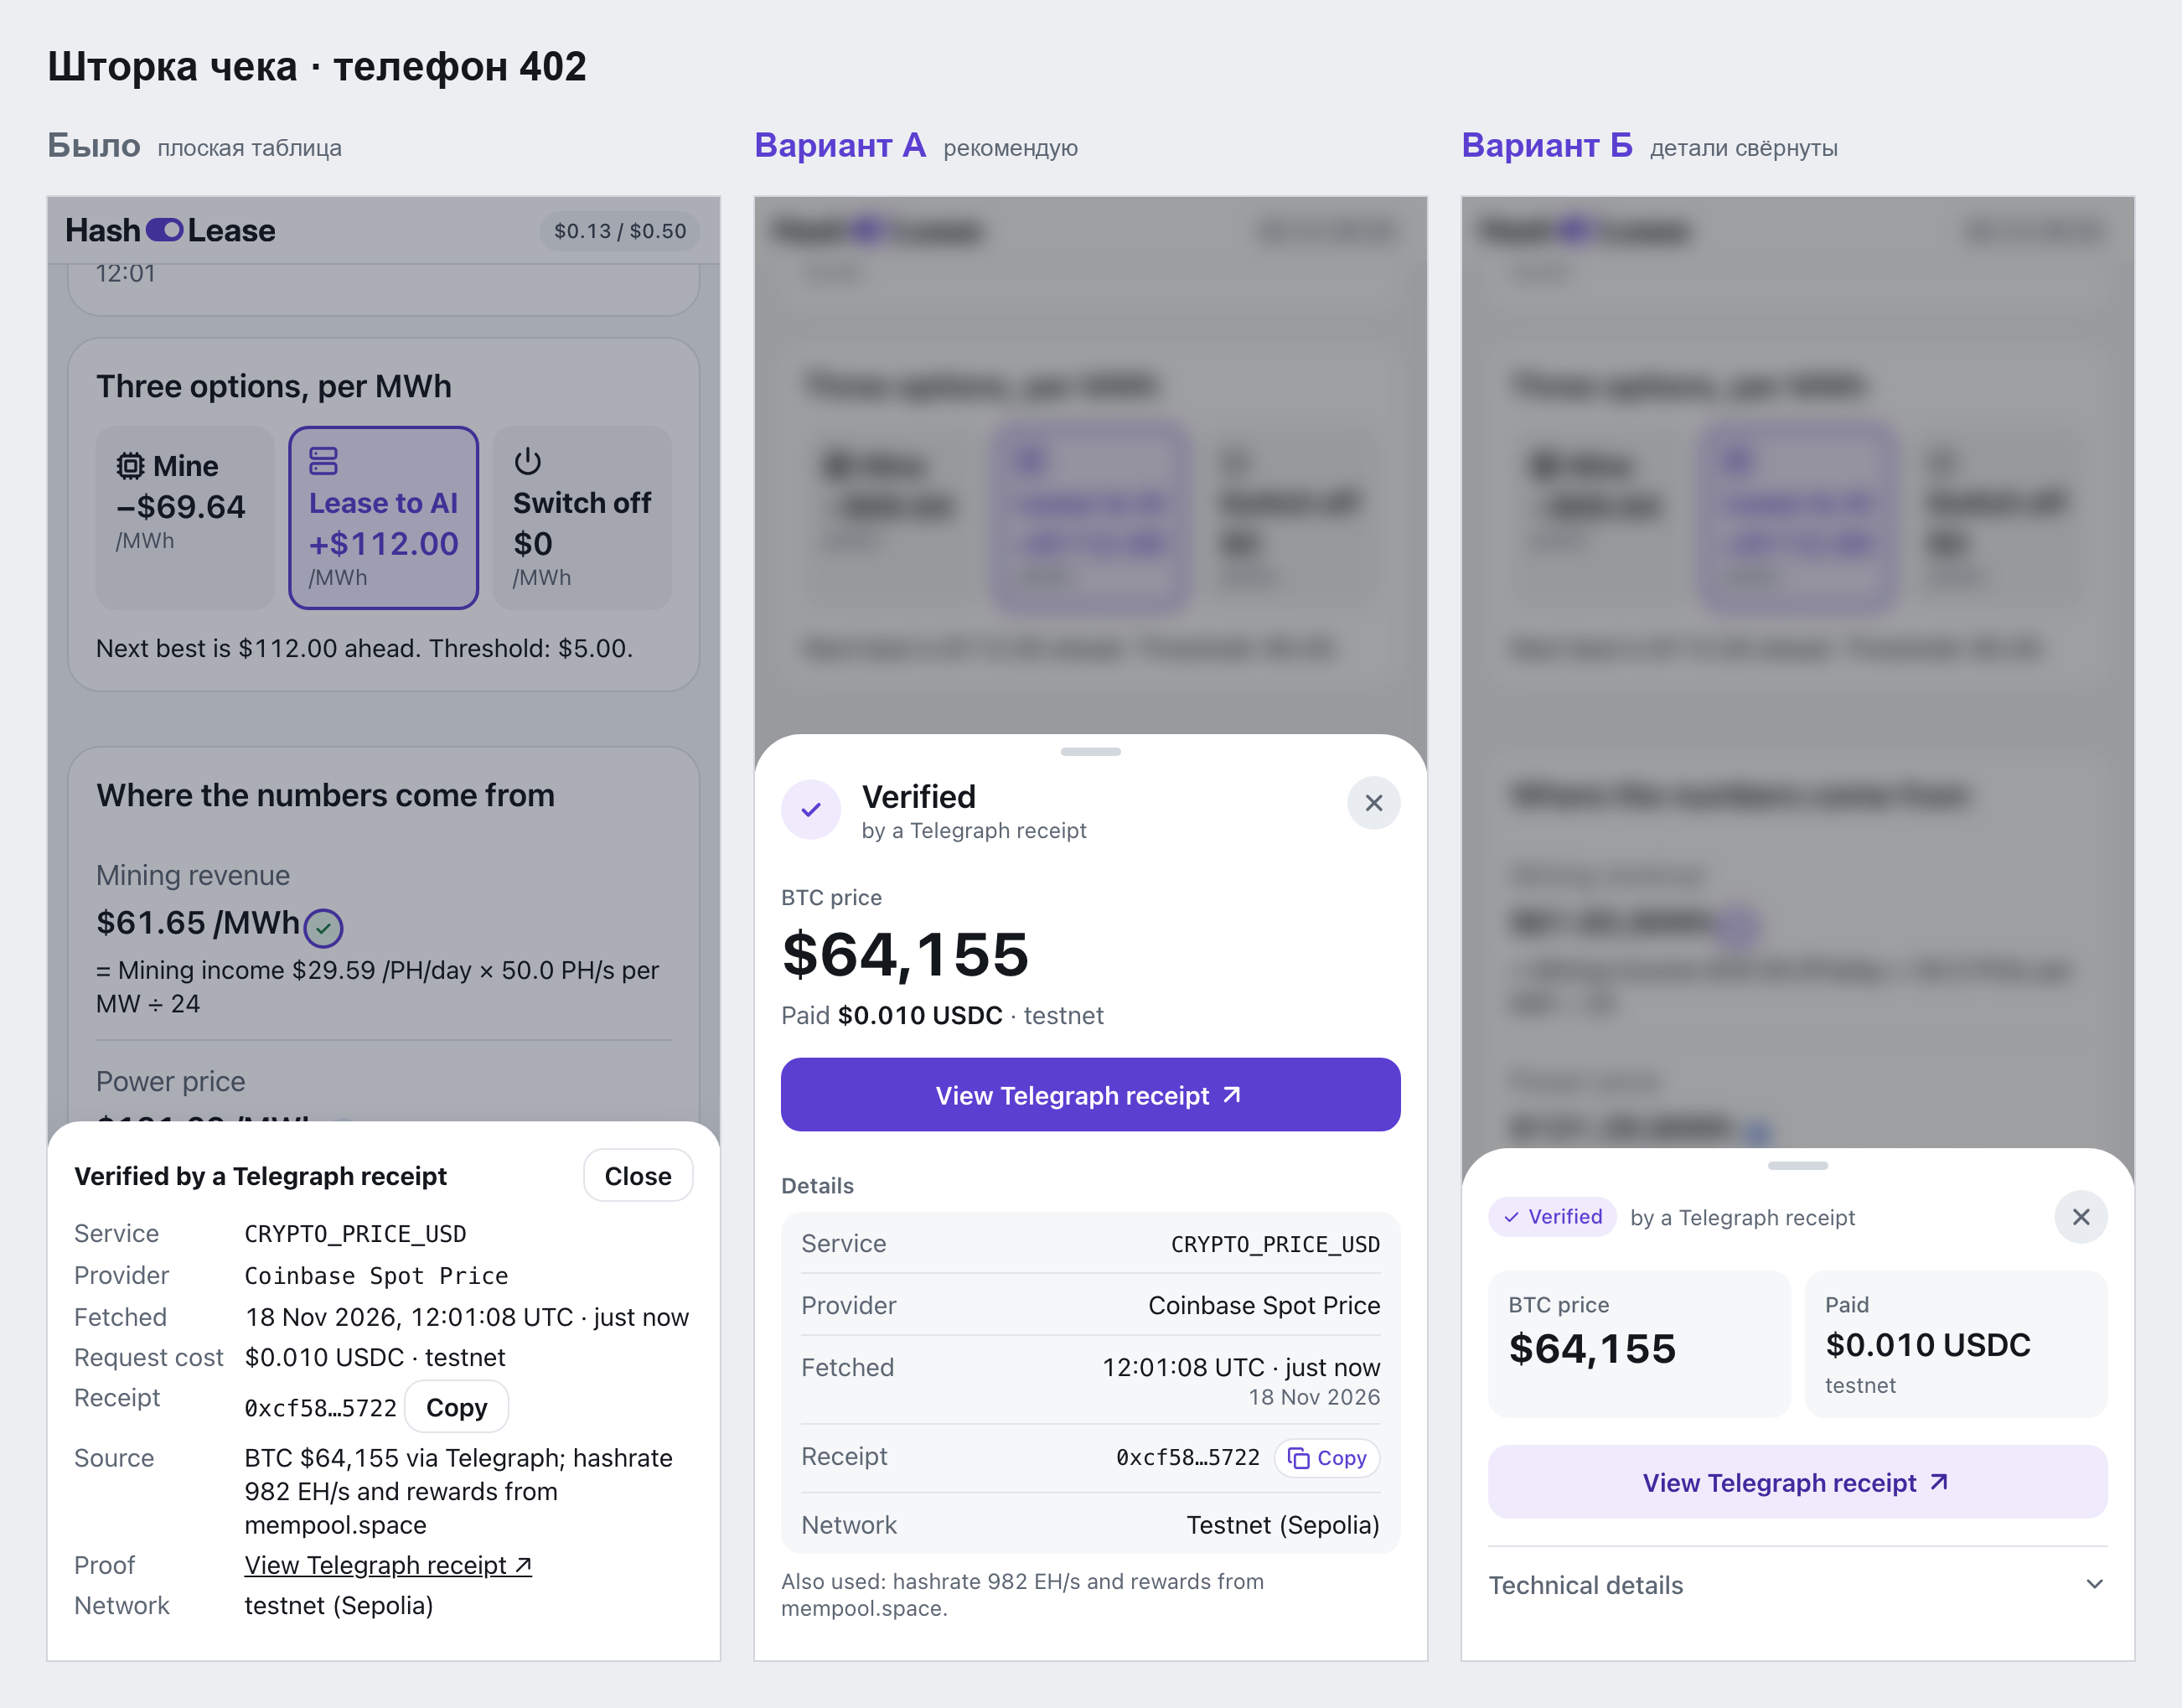 Шторка чека · телефон 402
Было плоская таблица
Hash Lease
$0.13 / $0.50
12:01
Three options, per MWh
Mine
−$69.64
/MWh
Lease to AI
+$112.00
/MWh
Switch off
$0
/MWh
Next best is $112.00 ahead. Threshold: $5.00.
Where the numbers come from
Mining revenue
$61.65 /MWh
= Mining income $29.59 /PH/day × 50.0 PH/s per
MW ÷ 24
Power price
Verified by a Telegraph receipt
Close
Service CRYPTO_PRICE_USD
Provider Coinbase Spot Price
Fetched 18 Nov 2026, 12:01:08 UTC · just now
Request cost $0.010 USDC · testnet
Receipt 0xcf58…5722 Copy
Source BTC $64,155 via Telegraph; hashrate
982 EH/s and rewards from
mempool.space
Proof View Telegraph receipt ↗
Network testnet (Sepolia)
Вариант А рекомендую
Verified
by a Telegraph receipt
BTC price
$64,155
Paid $0.010 USDC · testnet
View Telegraph receipt ↗
Details
Service CRYPTO_PRICE_USD
Provider Coinbase Spot Price
Fetched 12:01:08 UTC · just now
18 Nov 2026
Receipt 0xcf58…5722 Copy
Network Testnet (Sepolia)
Also used: hashrate 982 EH/s and rewards from
mempool.space.
Вариант Б детали свёрнуты
Verified by a Telegraph receipt
BTC price
$64,155
Paid
$0.010 USDC
testnet
View Telegraph receipt ↗
Technical details